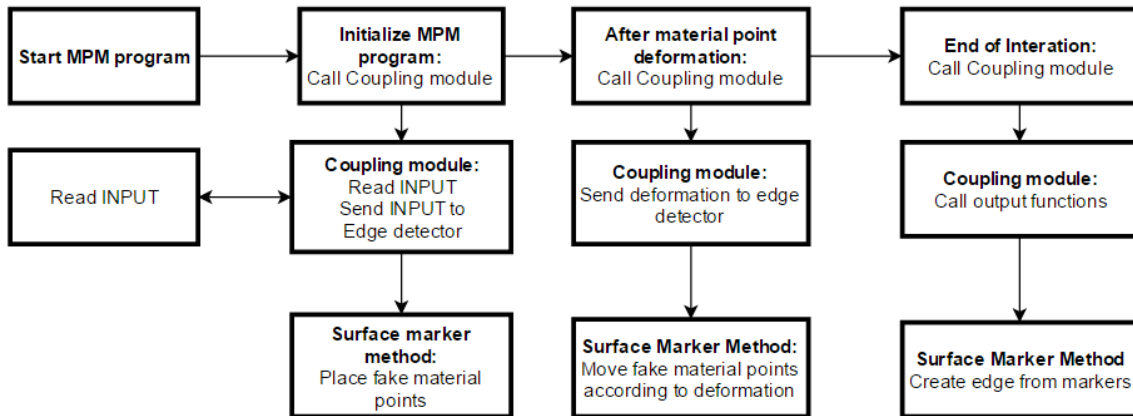 Start MPM program
Initialize MPM
program:
Call Coupling module
After material point
deformation:
Call Coupling module
End of Interation:
Call Coupling module
Read INPUT
Coupling module:
Read INPUT
Send INPUT to
Edge detector
Coupling module:
Send deformation to edge
detector
Coupling module:
Call output functions
Surface marker
method:
Place fake material
points
Surface Marker Method:
Move fake material points
according to deformation
Surface Marker Method
Create edge from markers.